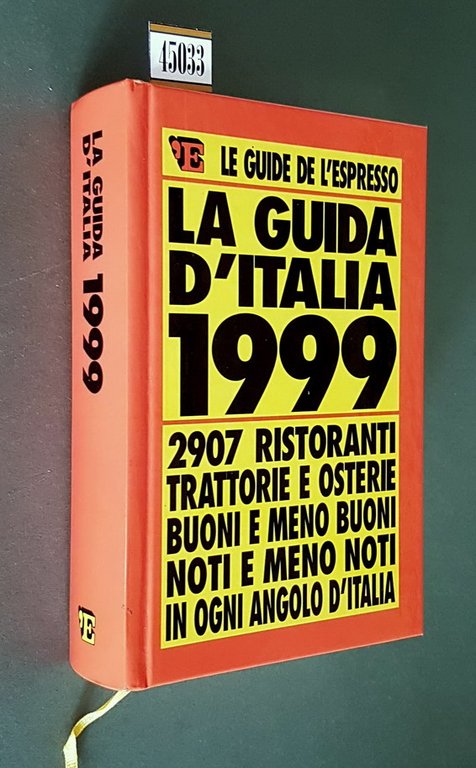 45033
'E LE GUIDE DE L'ESPRESSO
LA GUIDA
D'ITALIA
1999
2907 RISTORANTI
TRATTORIE E OSTERIE
BUONI E MENO BUONI
NOTI E MENO NOTI
IN OGNI ANGOLO D'ITALIA
LA GUIDA
D'ITALIA
1999
'E